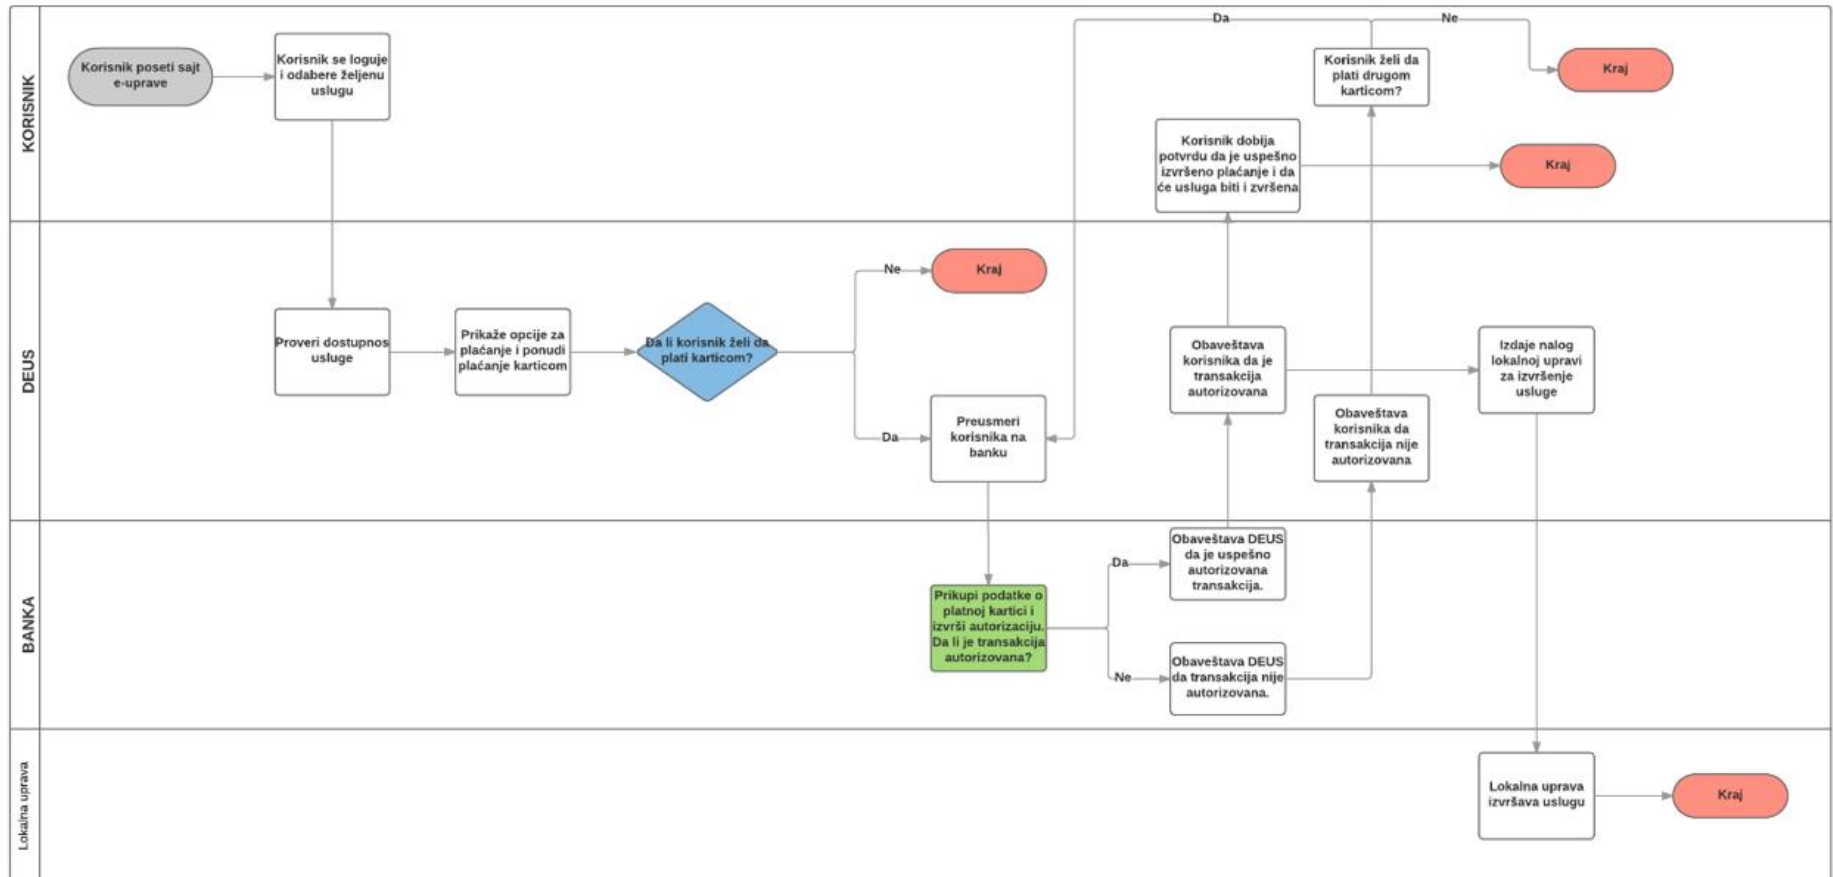 KORISNIK
Korisnik poseti sajt
e-uprave
Korisnik se loguje
i odabere željenu
uslugu
Da
Ne
Korisnik želi da
plati drugom
karticom?
Kraj
Korisnik dobija
potvrdu da je uspešno
izvršeno plaćanje i da
će usluga biti i zvršena
Kraj
DEUS
Proveri dostupnos
usluge
Prikaže opcije za
plaćanje i ponudi
plaćanje karticom
Da li korisnik želi da
plati karticom?
Ne
Kraj
Da
Preusmeri
korisnika na
banku
Obaveštava
korisnika da je
transakcija
autorizovana
Obaveštava
korisnika da
transakcija nije
autorizovana
Izdaje nalog
lokalnoj upravi
za izvršenje
usluge
BANKA
Prikupi podatke o
platnoj kartici i
izvrši autorizaciju.
Da li je transakcija
autorizovana?
Da
Obaveštava DEUS
da je uspešno
autorizovana
transakcija.
Ne
Obaveštava DEUS
da transakcija nije
autorizovana.
Lokalna uprava
Lokalna uprava
izvršava uslugu
Kraj